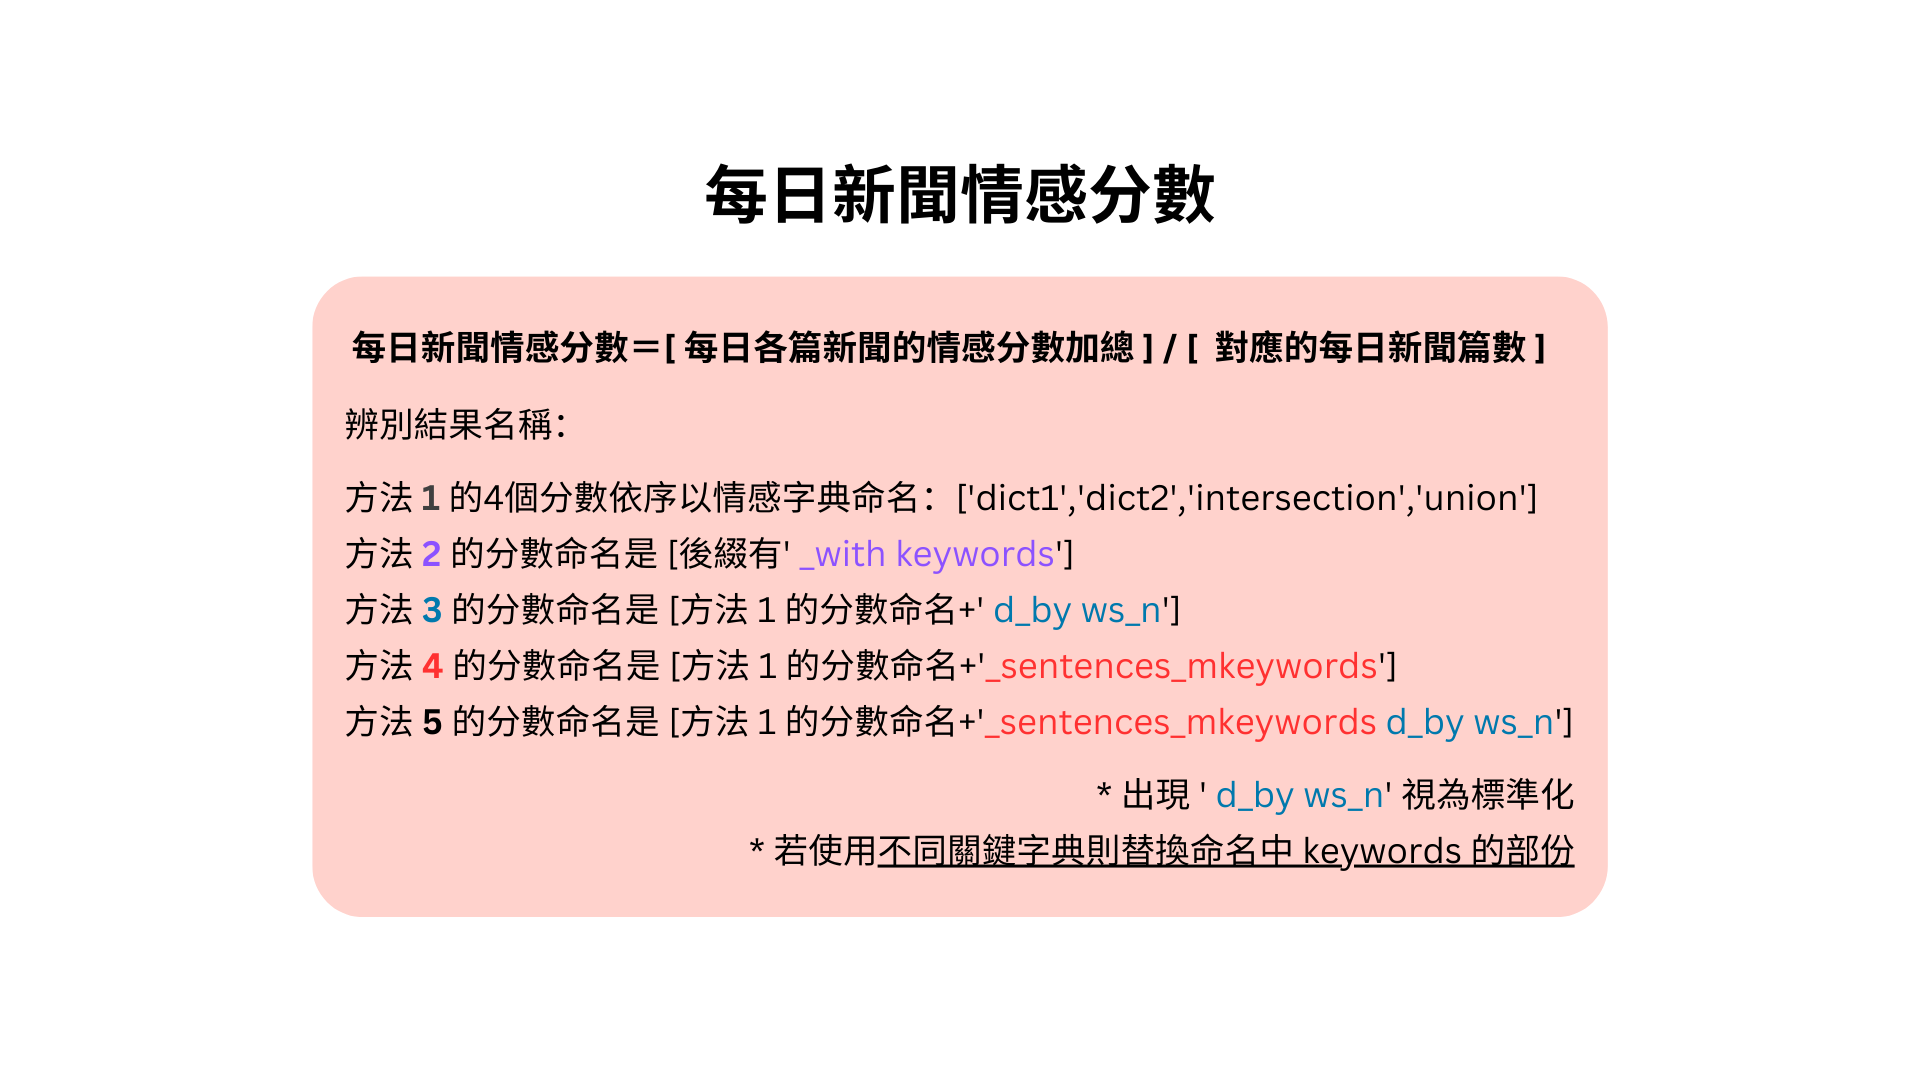 每日新聞情感分數
每日新聞情感分數＝[ 每日各篇新聞的情感分數加總 ] / [ 對應的每日新聞篇數 ]
辨別結果名稱：
方法 1 的4個分數依序以情感字典命名：['dict1','dict2','intersection','union']
方法 2 的分數命名是 [後綴有' _with keywords']
方法 3 的分數命名是 [方法 1 的分數命名+' d_by ws_n']
方法 4 的分數命名是 [方法 1 的分數命名+'_sentences_mkeywords']
方法 5 的分數命名是 [方法 1 的分數命名+'_sentences_mkeywords d_by ws_n']
* 出現 ' d_by ws_n' 視為標準化
* 若使用不同關鍵字典則替換命名中 keywords 的部份